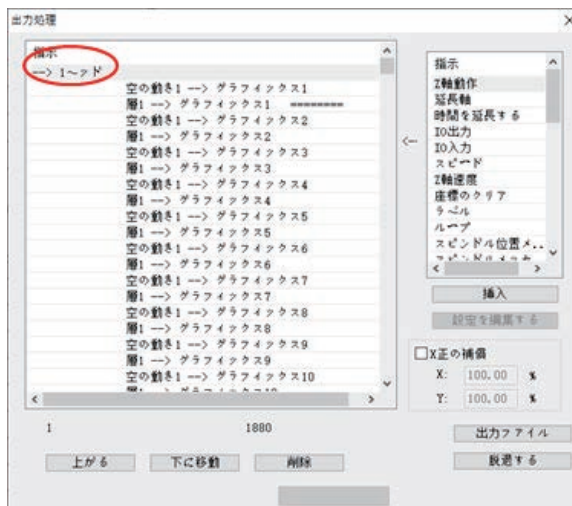 出力処理
指示
--> 1～ッド
空の動き1 --> グラフィックス1
層1 --> グラフィックス1 ========
空の動き1 --> グラフィックス2
層1 --> グラフィックス2
空の動き1 --> グラフィックス3
層1 --> グラフィックス3
空の動き1 --> グラフィックス4
層1 --> グラフィックス4
空の動き1 --> グラフィックス5
層1 --> グラフィックス5
空の動き1 --> グラフィックス6
層1 --> グラフィックス6
空の動き1 --> グラフィックス7
層1 --> グラフィックス7
空の動き1 --> グラフィックス8
層1 --> グラフィックス8
空の動き1 --> グラフィックス9
層1 --> グラフィックス9
空の動き1 --> グラフィックス10
1
1880
上がる
下に移動
削除
指示
Z軸動作
延長軸
時間を延長する
IO出力
IO入力
スピード
Z軸速度
座標のクリア
ラベル
ループ
スピンドル位置メ..
<-
挿入
設定を編集する
X正の補償
X: 100.00 %
Y: 100.00 %
出力ファイル
脱退する